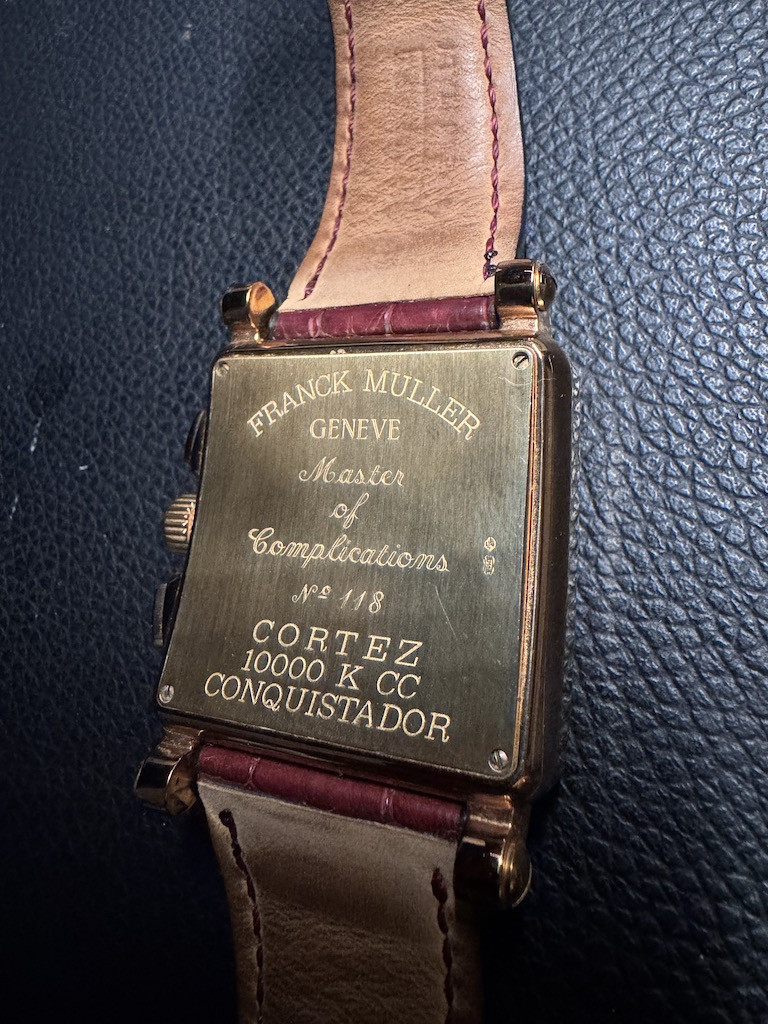 FRANCK MULLER
GENEVE
Master
of
Complications
Nº 118
CORTEZ
10000 K CC
CONQUISTADOR